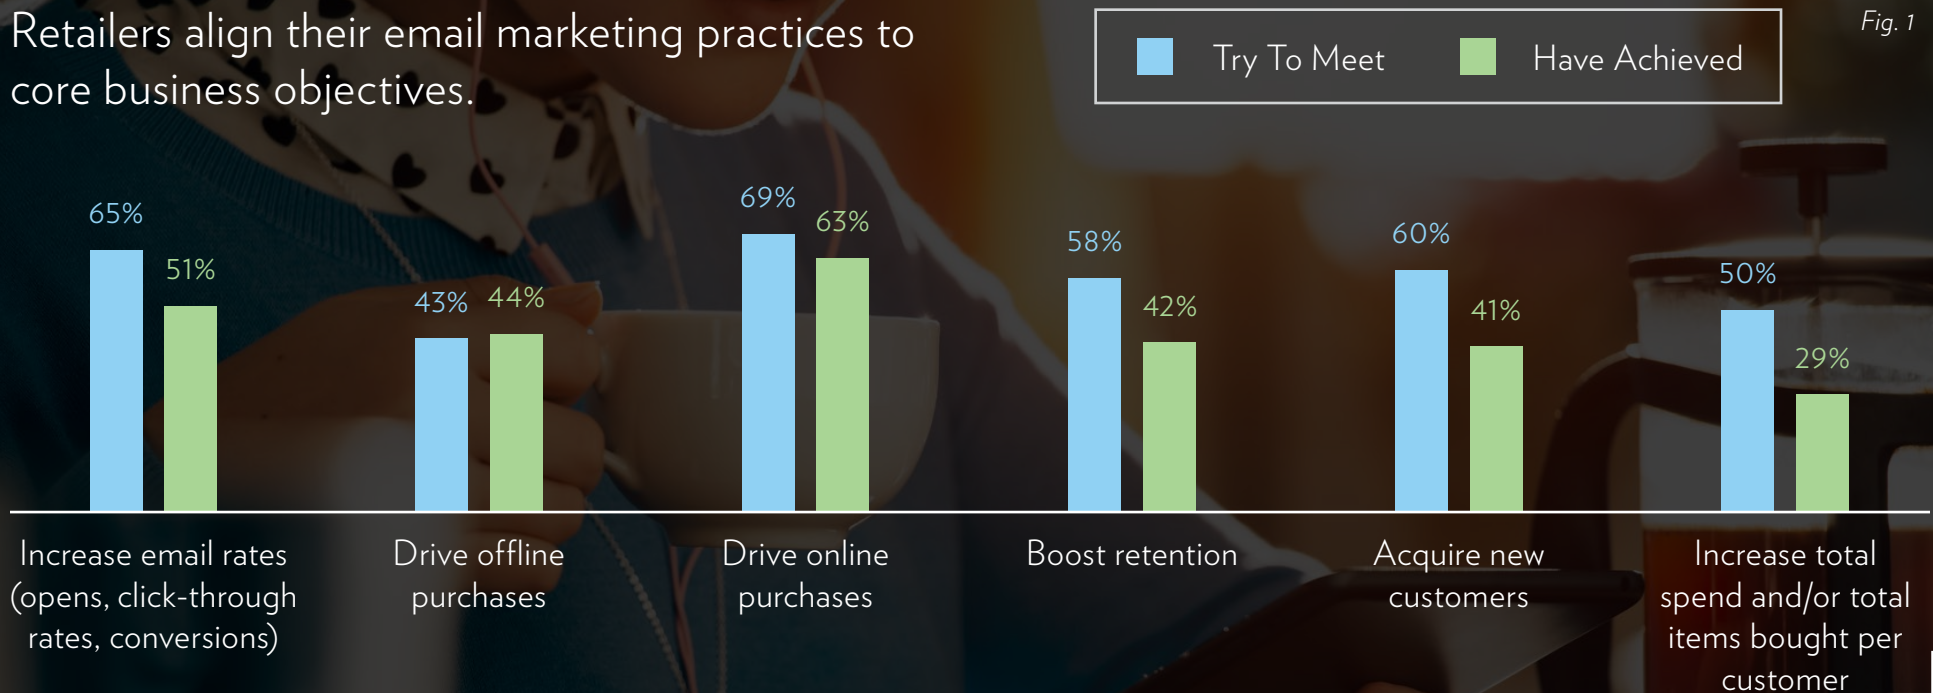 Retailers align their email marketing practices to
core business objectives.
Try To Meet
Have Achieved
Fig. 1
65%
51%
43%
44%
69%
63%
58%
42%
60%
41%
50%
29%
Increase email rates
(opens, click-through
rates, conversions)
Drive offline
purchases
Drive online
purchases
Boost retention
Acquire new
customers
Increase total
spend and/or total
items bought per
customer